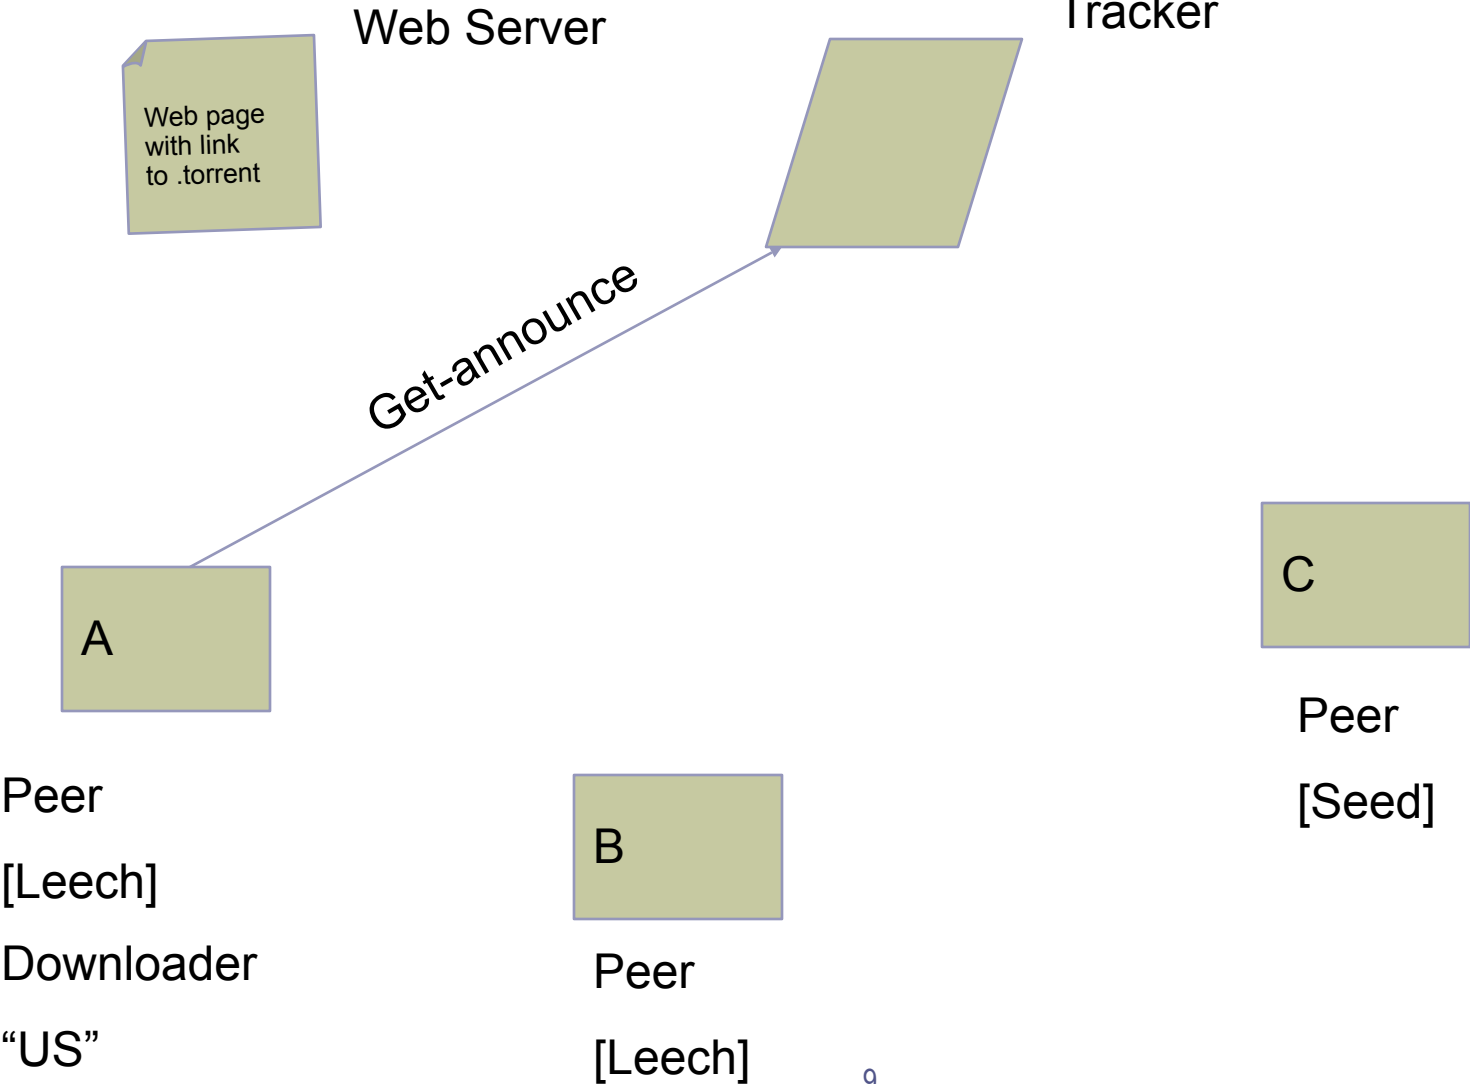 Web Server
Tracker
Web page
with link
to .torrent
Get-announce
A
C
Peer
[Seed]
Peer
[Leech]
Downloader
“US”
B
Peer
[Leech]
9